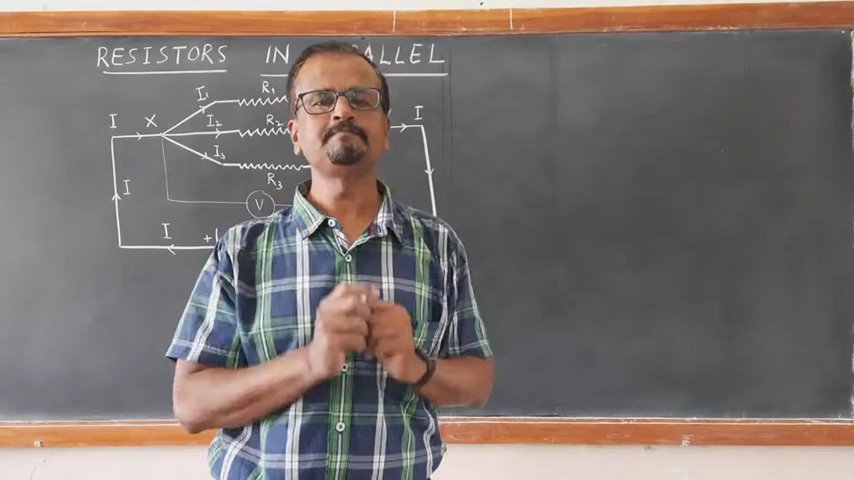 RESISTORS IN PARALLEL
I₁ R₁
I X I₂ R₂ I
I₃
R₃
I
V
I +